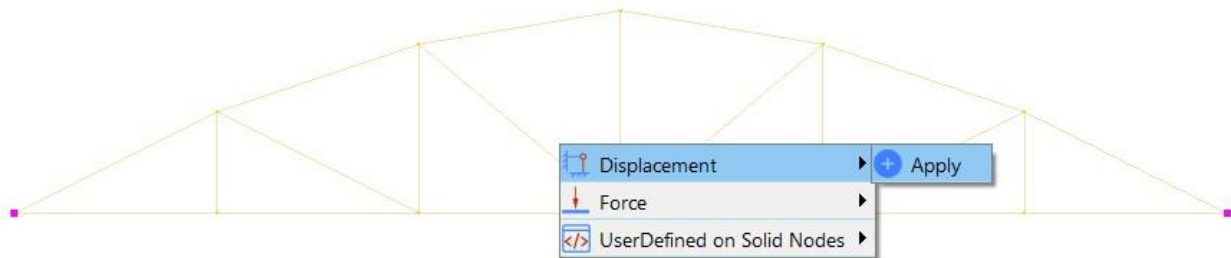 Displacement
Apply
Force
</> UserDefined on Solid Nodes